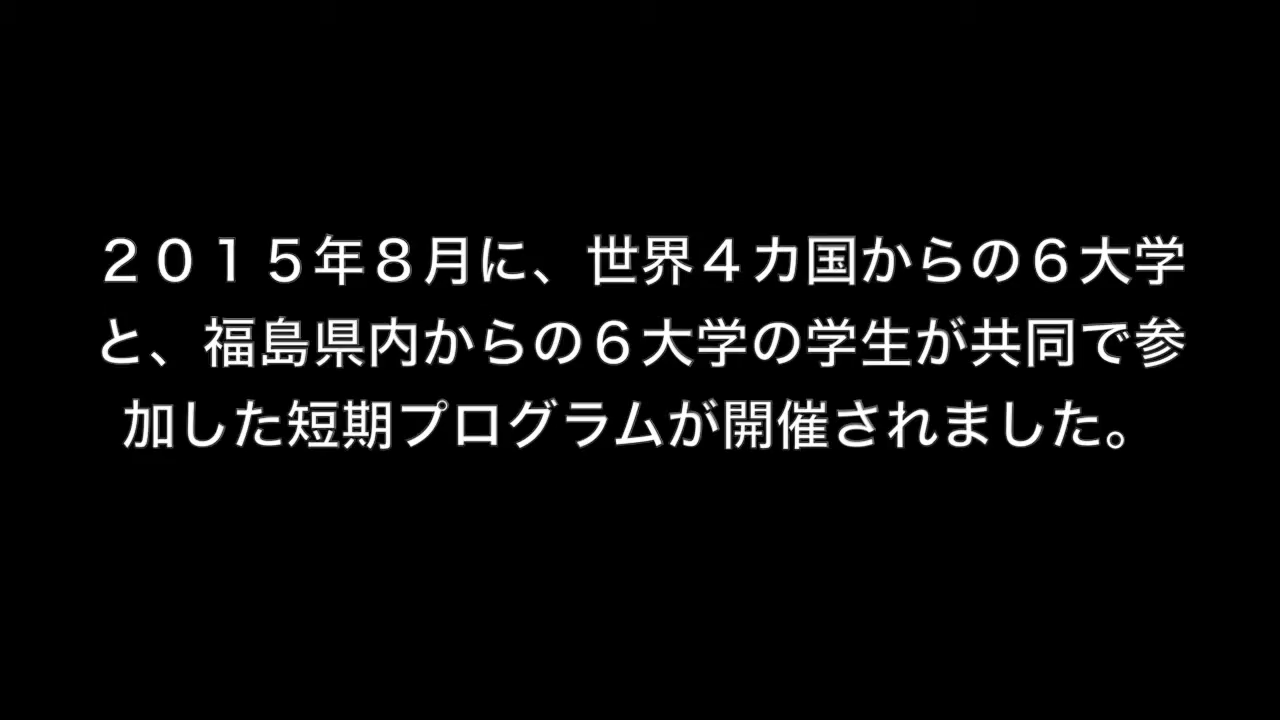 ２０１５年８月に、世界４カ国からの６大学
と、福島県内からの６大学の学生が共同で参
加した短期プログラムが開催されました。